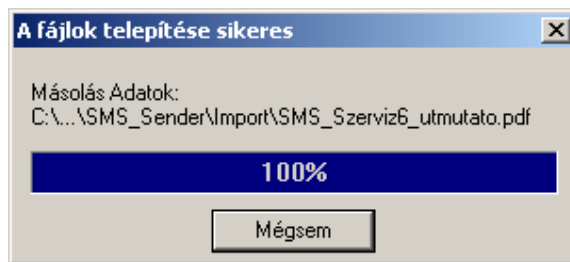 A fájlok telepítése sikeres
Másolás Adatok:
C:\...\SMS_Sender\Import\SMS_Szerviz6_utmutato.pdf
100%
Mégsem